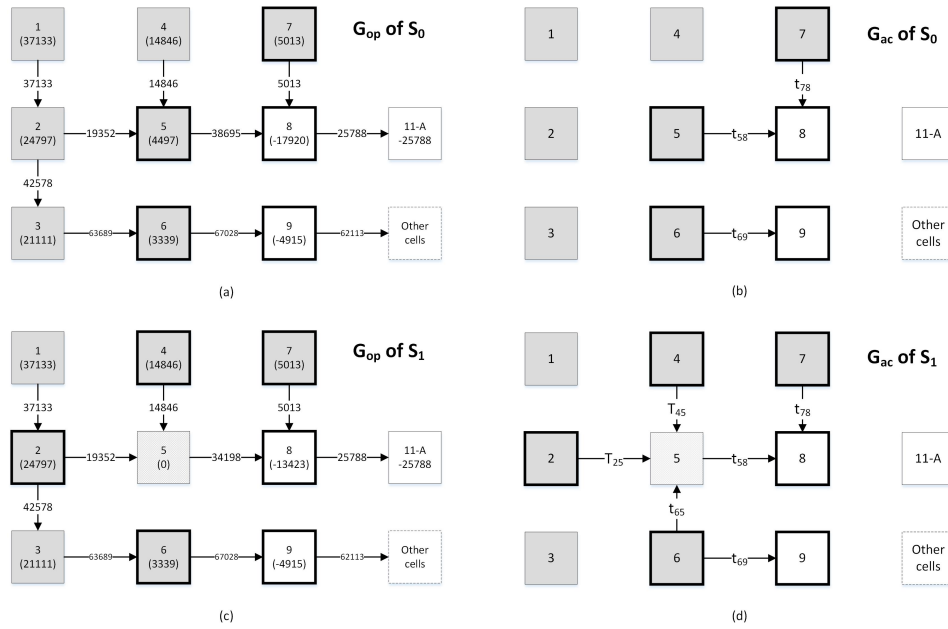 1
(37133)
4
(14846)
7
(5013)
Gop of S0
37133
14846
5013
2
(24797)
19352
5
(4497)
38695
8
(-17920)
25788
11-A
-25788
42578
3
(21111)
63689
6
(3339)
67028
9
(-4915)
62113
Other
cells
(a)
1
4
7
Gac of S0
t78
2
5
t58
8
11-A
3
6
t69
9
Other
cells
(b)
1
(37133)
4
(14846)
7
(5013)
Gop of S1
37133
14846
5013
2
(24797)
19352
5
(0)
34198
8
(-13423)
25788
11-A
-25788
42578
3
(21111)
63689
6
(3339)
67028
9
(-4915)
62113
Other
cells
(c)
1
4
7
Gac of S1
T45
t78
2
T25
5
t58
8
11-A
t65
3
6
t69
9
Other
cells
(d)